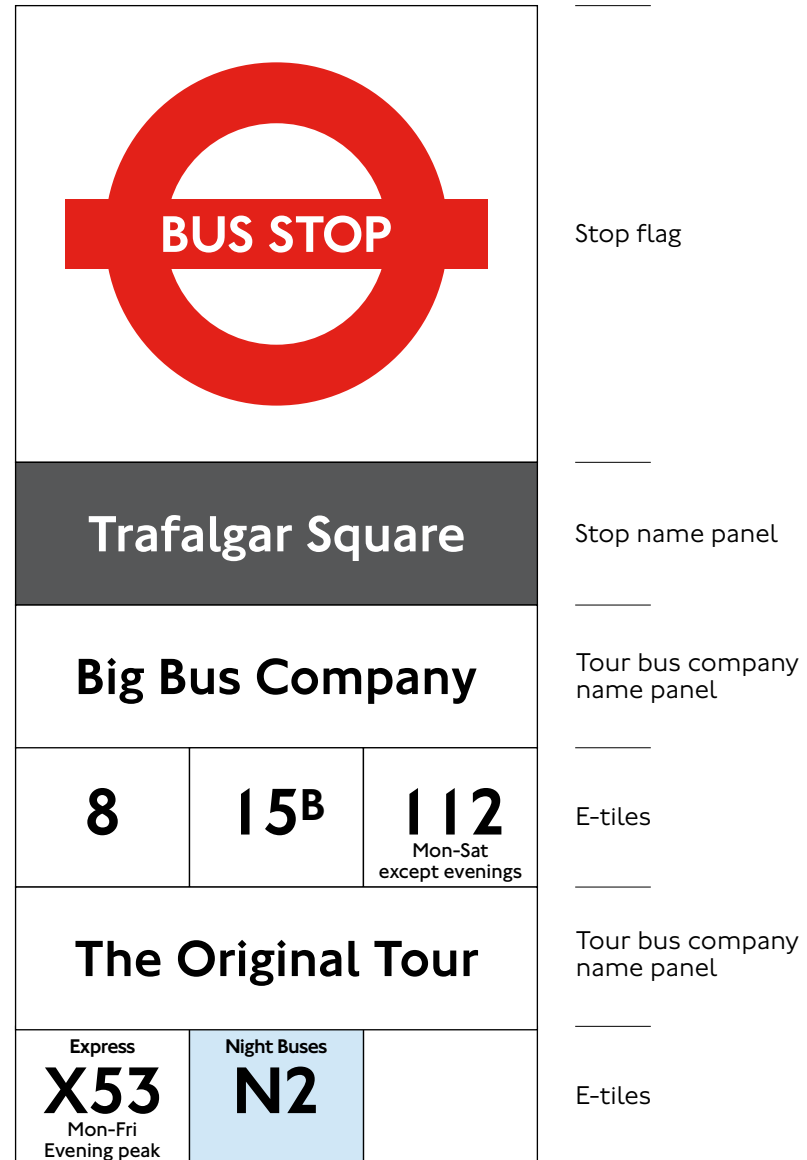 BUS STOP
Stop flag
Trafalgar Square
Stop name panel
Big Bus Company
Tour bus company
name panel
8
15B
112
Mon-Sat
except evenings
E-tiles
The Original Tour
Tour bus company
name panel
Express
X53
Mon-Fri
Evening peak
Night Buses
N2
E-tiles